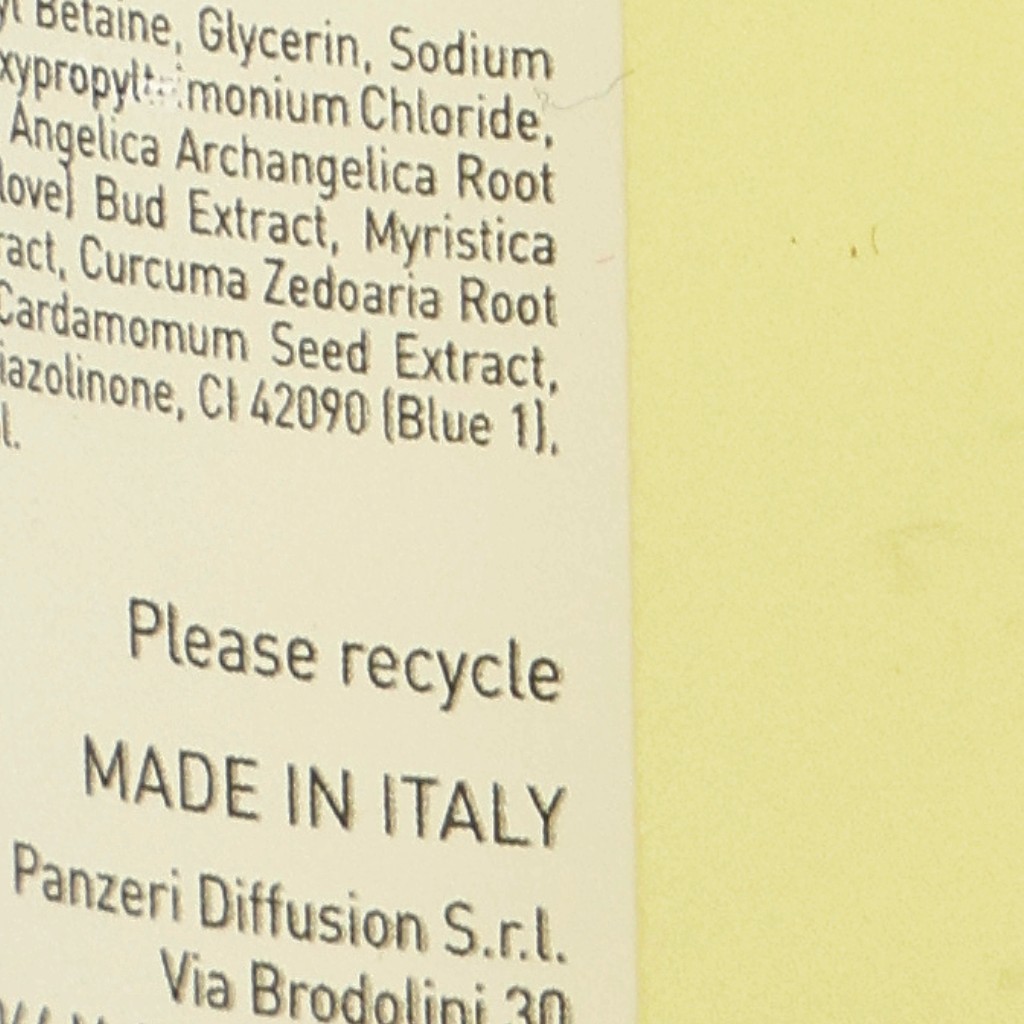 Betaine, Glycerin, Sodium
monium Chloride,
Angelica Archangelica Root
Bud Extract, Myristica
Curcuma Zedoaria Root
Cardamomum Seed Extract,
CI 42090 (Blue 1),
Please recycle
MADE IN ITALY
Panzeri Diffusion S.r.l.
Via Brodolini 30